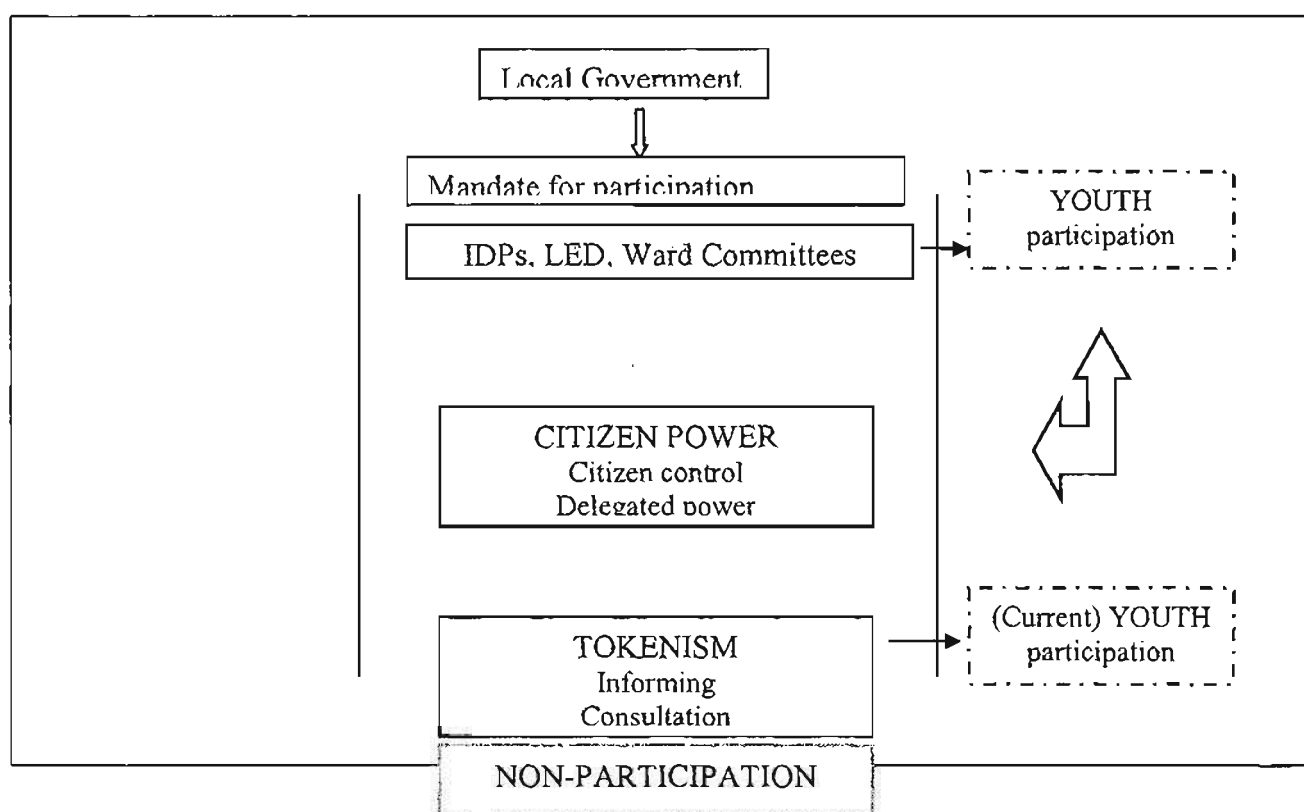 Local Government
Mandate for participation
IDPs, LED, Ward Committees
YOUTH
participation
CITIZEN POWER
Citizen control
Delegated power
(Current) YOUTH
participation
TOKENISM
Informing
Consultation
NON-PARTICIPATION